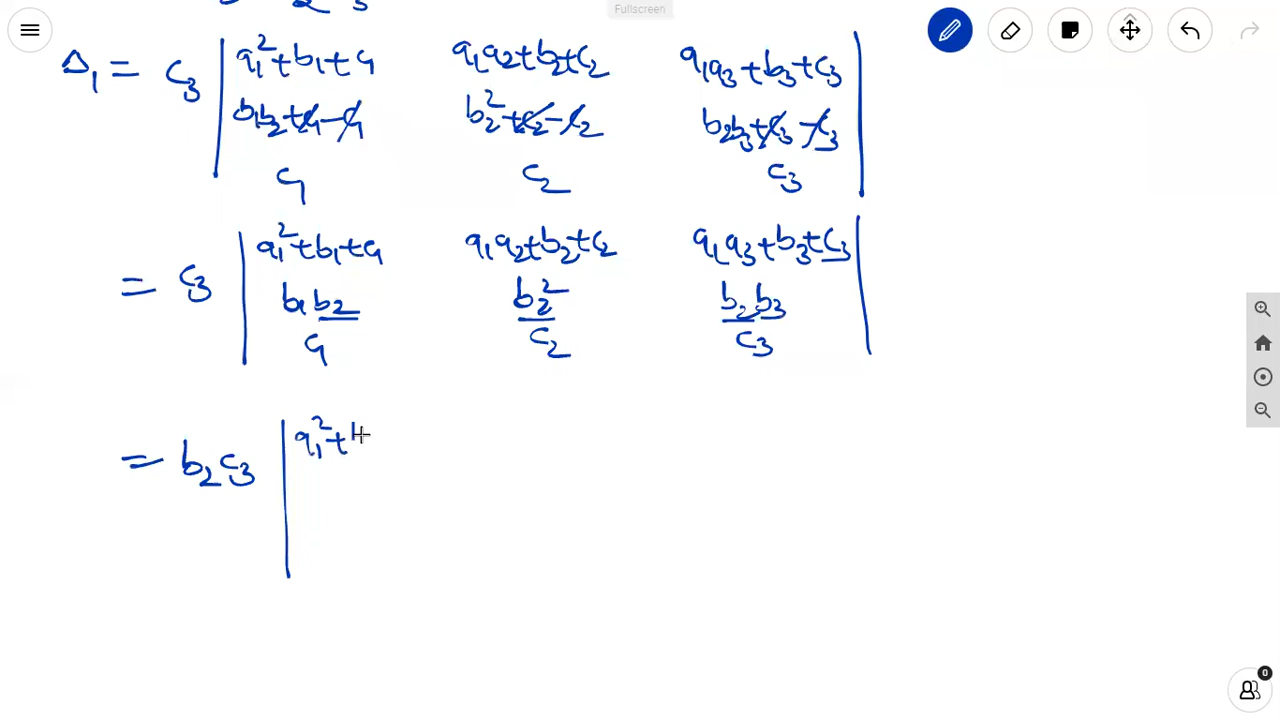 Fullscreen
Δ₁ = c₃ | a₁²+b₁+c₁   a₁a₂+b₂+c₂   a₁a₃+b₃+c₃ |
b₁b₂+c₁-c₁   b₂²+c₂-c₂   b₂b₃+c₃-c₃
c₁   c₂   c₃
= c₃ | a₁²+b₁+c₁   a₁a₂+b₂+c₂   a₁a₃+b₃+c₃ |
b₁b₂   b₂²   b₂b₃
c₁   c₂   c₃
= b₂c₃ | a₁²+
0